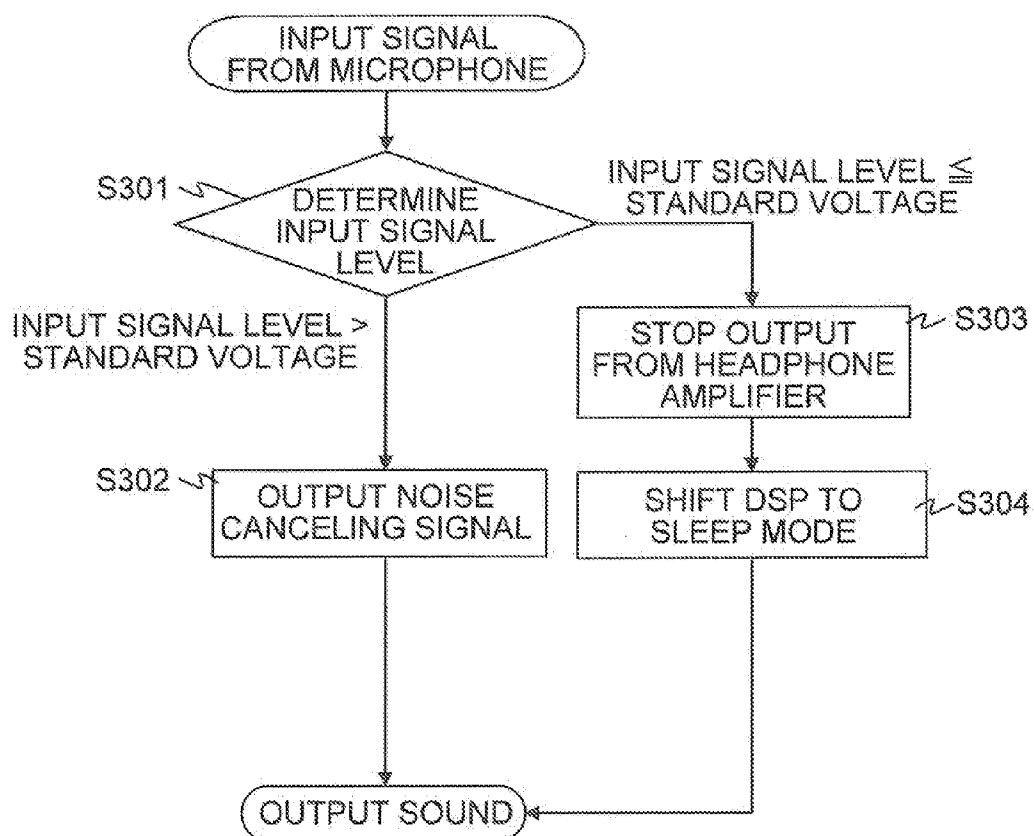 INPUT SIGNAL
FROM MICROPHONE
S301
DETERMINE
INPUT SIGNAL
LEVEL
INPUT SIGNAL LEVEL ≦
STANDARD VOLTAGE
INPUT SIGNAL LEVEL >
STANDARD VOLTAGE
STOP OUTPUT
FROM HEADPHONE
AMPLIFIER
S303
S302
OUTPUT NOISE
CANCELING SIGNAL
SHIFT DSP TO
SLEEP MODE
S304
OUTPUT SOUND